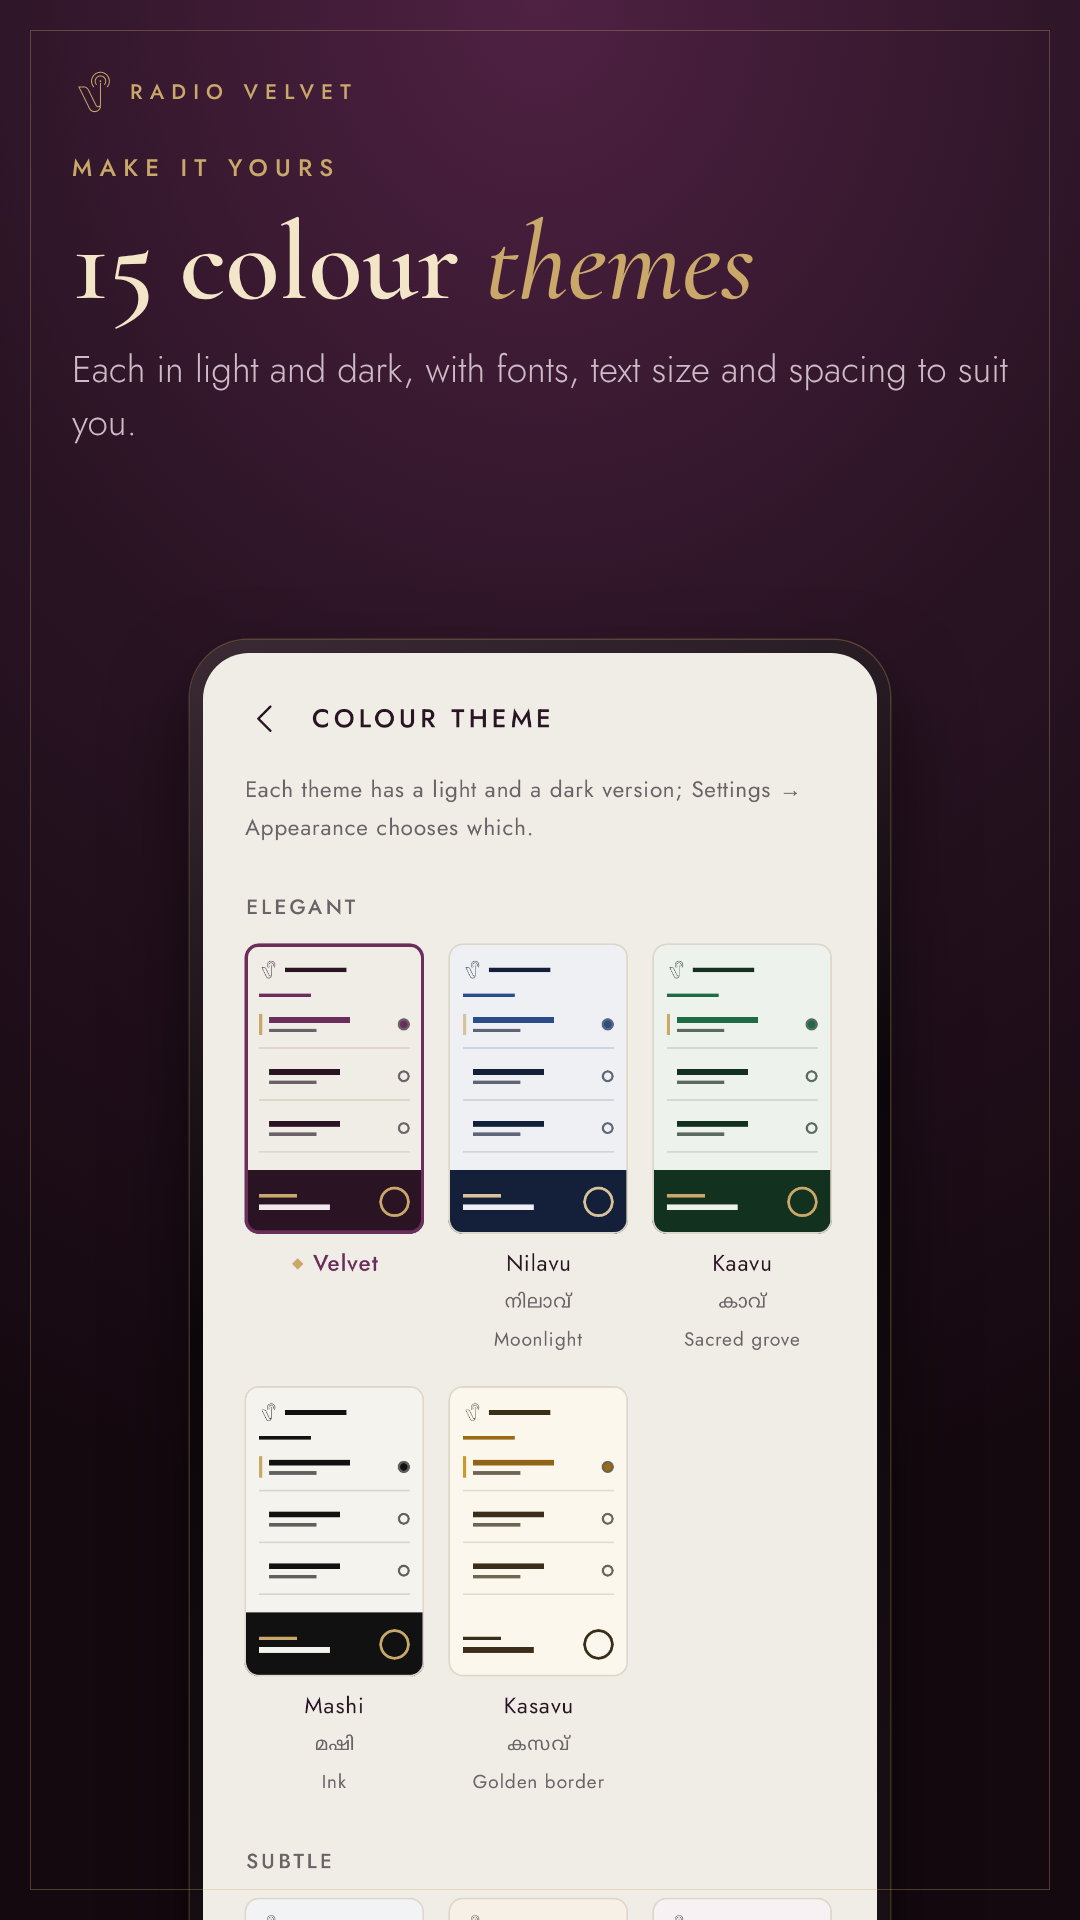 RADIO VELVET
MAKE IT YOURS
15 colour themes
Each in light and dark, with fonts, text size and spacing to suit
you.
COLOUR THEME
Each theme has a light and a dark version; Settings →
Appearance chooses which.
ELEGANT
Velvet
Nilavu
നിലാവ്
Moonlight
Kaavu
കാവ്
Sacred grove
Mashi
മഷി
Ink
Kasavu
കസവ്
Golden border
SUBTLE